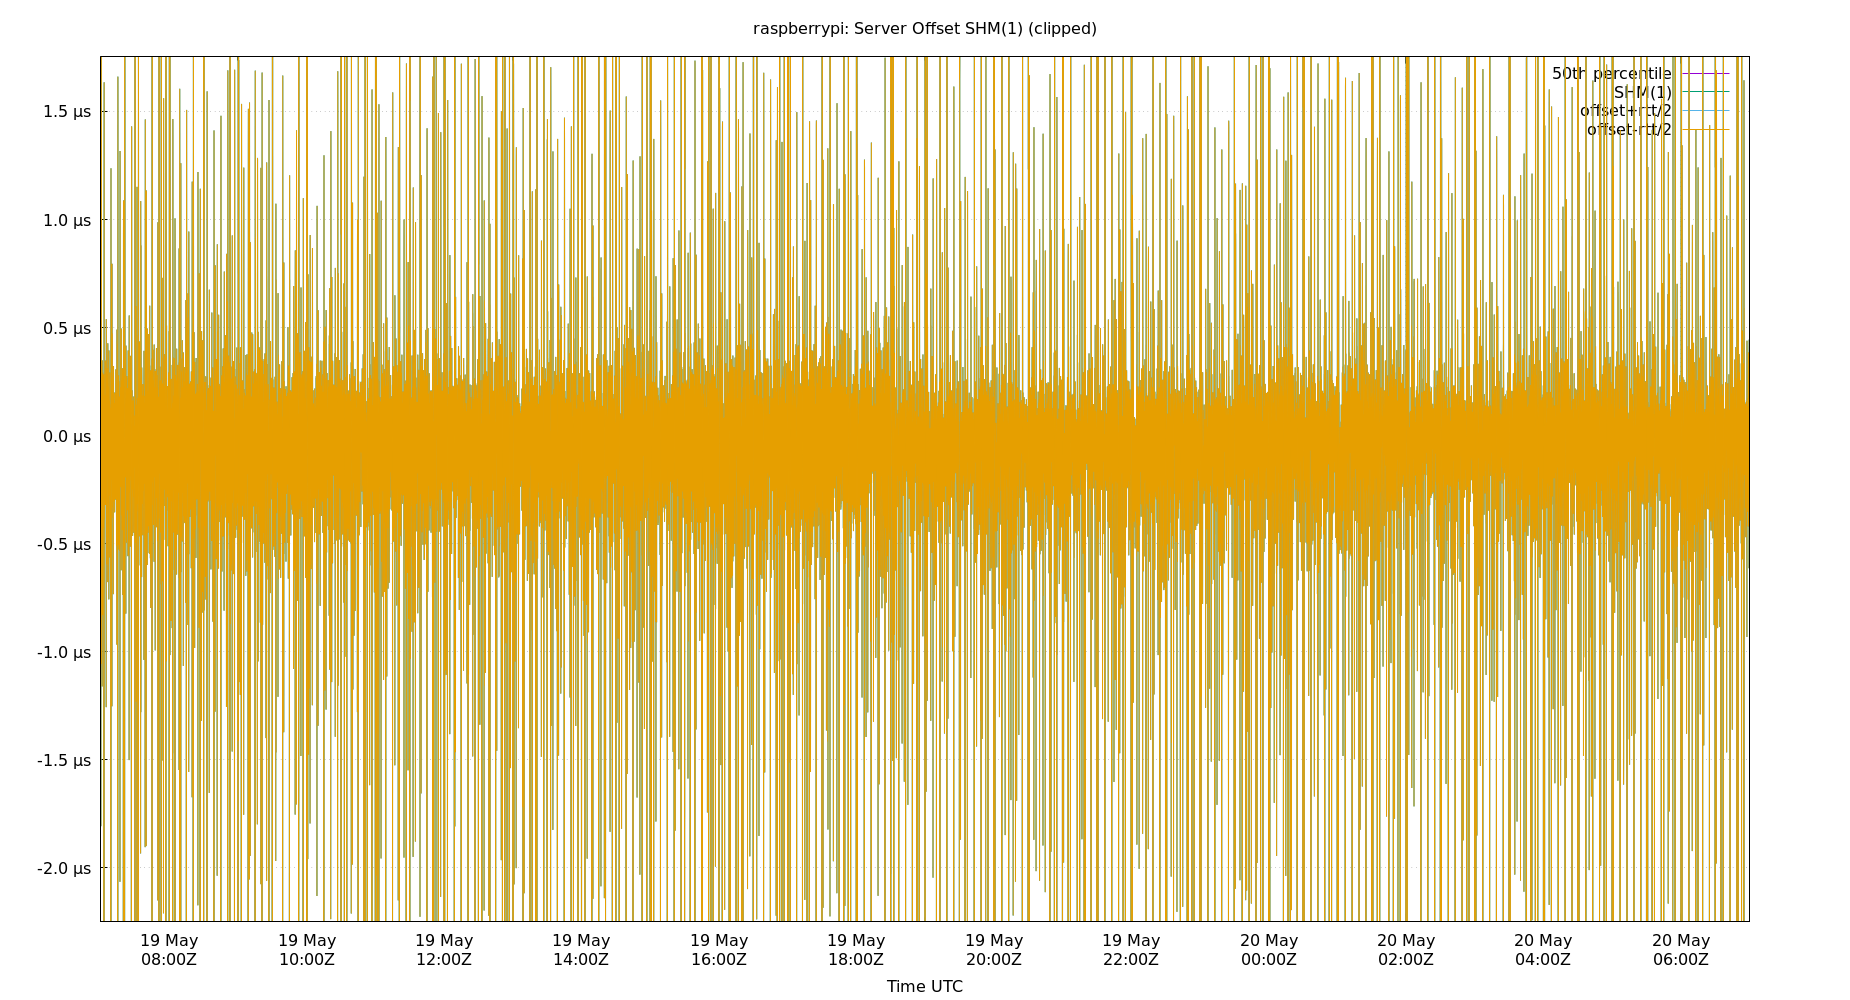 raspberrypi: Server Offset SHM(1) (clipped)
50th percentile
SHM(1)
offset+rtt/2
offset-rtt/2
1.5 µs
1.0 µs
0.5 µs
0.0 µs
-0.5 µs
-1.0 µs
-1.5 µs
-2.0 µs
19 May 19 May 19 May 19 May 19 May 19 May 19 May 19 May 20 May 20 May 20 May 20 May
08:00Z 10:00Z 12:00Z 14:00Z 16:00Z 18:00Z 20:00Z 22:00Z 00:00Z 02:00Z 04:00Z 06:00Z
Time UTC